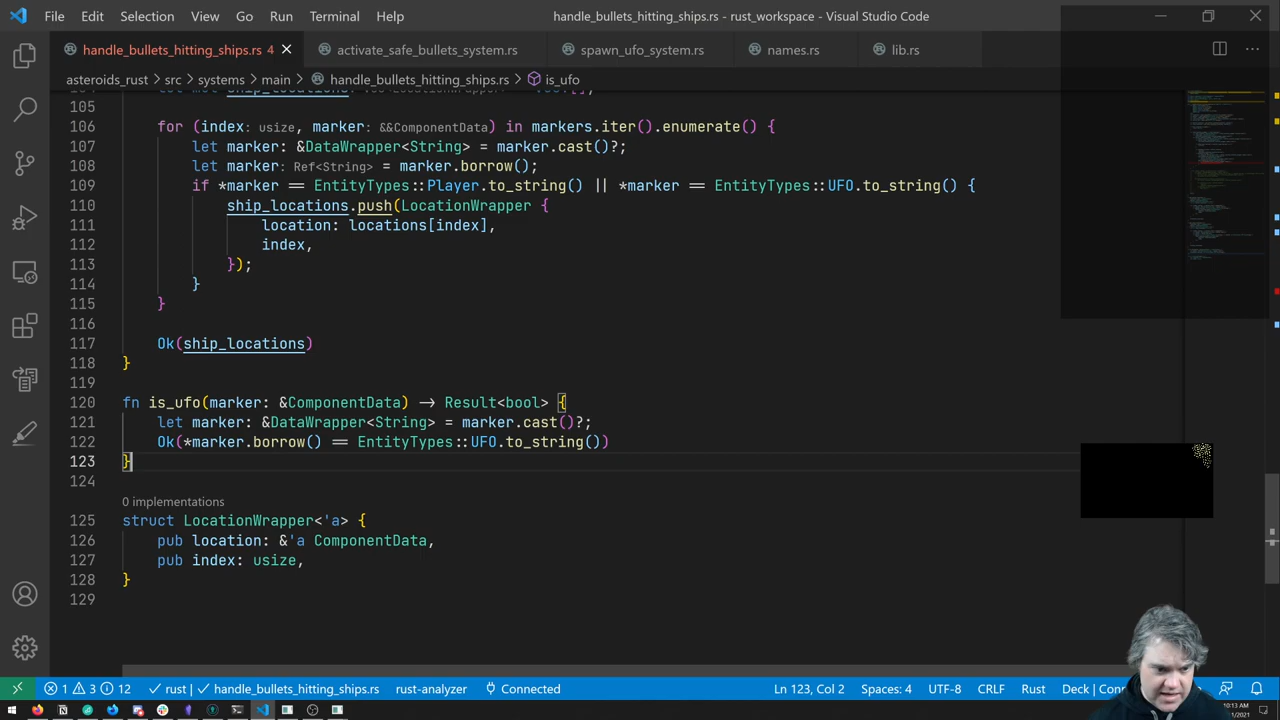 File Edit Selection View Go Run Terminal Help
handle_bullets_hitting_ships.rs - rust_workspace - Visual Studio Code
handle_bullets_hitting_ships.rs 4
activate_safe_bullets_system.rs
spawn_ufo_system.rs
names.rs
lib.rs
asteroids_rust > src > systems > main > handle_bullets_hitting_ships.rs > is_ufo
105
106 for (index: usize, marker: &&ComponentData) in markers.iter().enumerate() {
107 let marker: &DataWrapper<String> = marker.cast()?;
108 let marker: Ref<String> = marker.borrow();
109 if *marker == EntityTypes::Player.to_string() || *marker == EntityTypes::UFO.to_string() {
110 ship_locations.push(LocationWrapper {
111 location: locations[index],
112 index,
113 });
114 }
115 }
116
117 Ok(ship_locations)
118 }
119
120 fn is_ufo(marker: &ComponentData) -> Result<bool> {
121 let marker: &DataWrapper<String> = marker.cast()?;
122 Ok(*marker.borrow() == EntityTypes::UFO.to_string())
123 }
124
0 implementations
125 struct LocationWrapper<'a> {
126 pub location: &'a ComponentData,
127 pub index: usize,
128 }
129
1 3 12 rust | handle_bullets_hitting_ships.rs rust-analyzer Connected Ln 123, Col 2 Spaces: 4 UTF-8 CRLF Rust Deck | Conn
10:13 AM